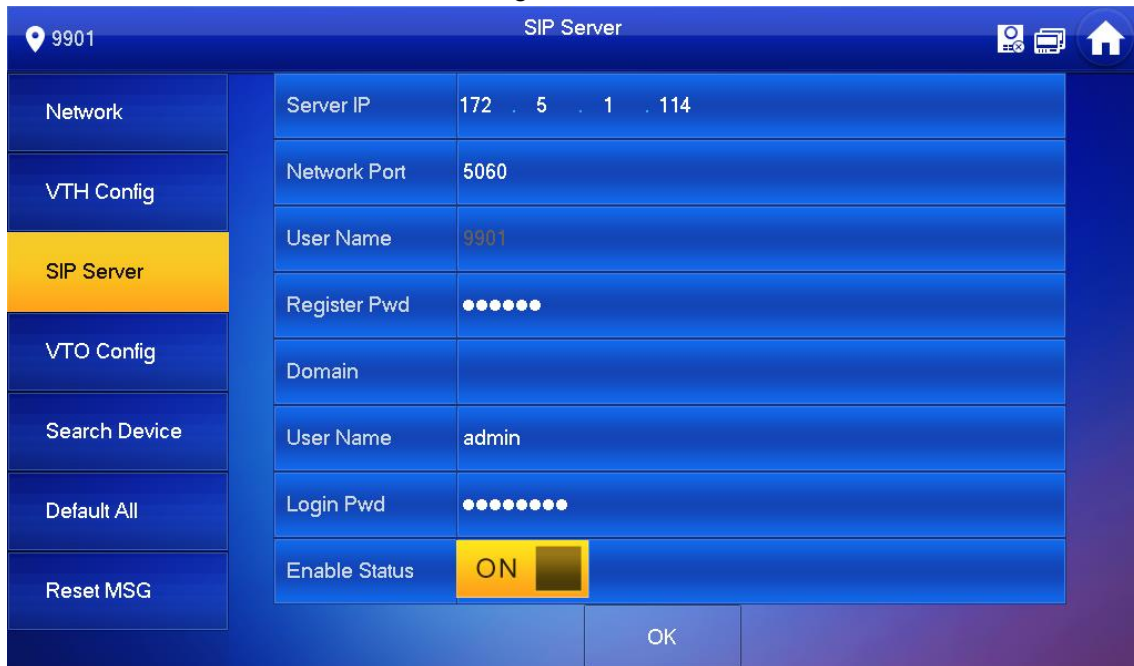 9901
SIP Server
Network
VTH Config
SIP Server
VTO Config
Search Device
Default All
Reset MSG
Server IP 172 . 5 . 1 . 114
Network Port 5060
User Name 9901
Register Pwd ●●●●●●
Domain
User Name admin
Login Pwd ●●●●●●●●
Enable Status ON
OK